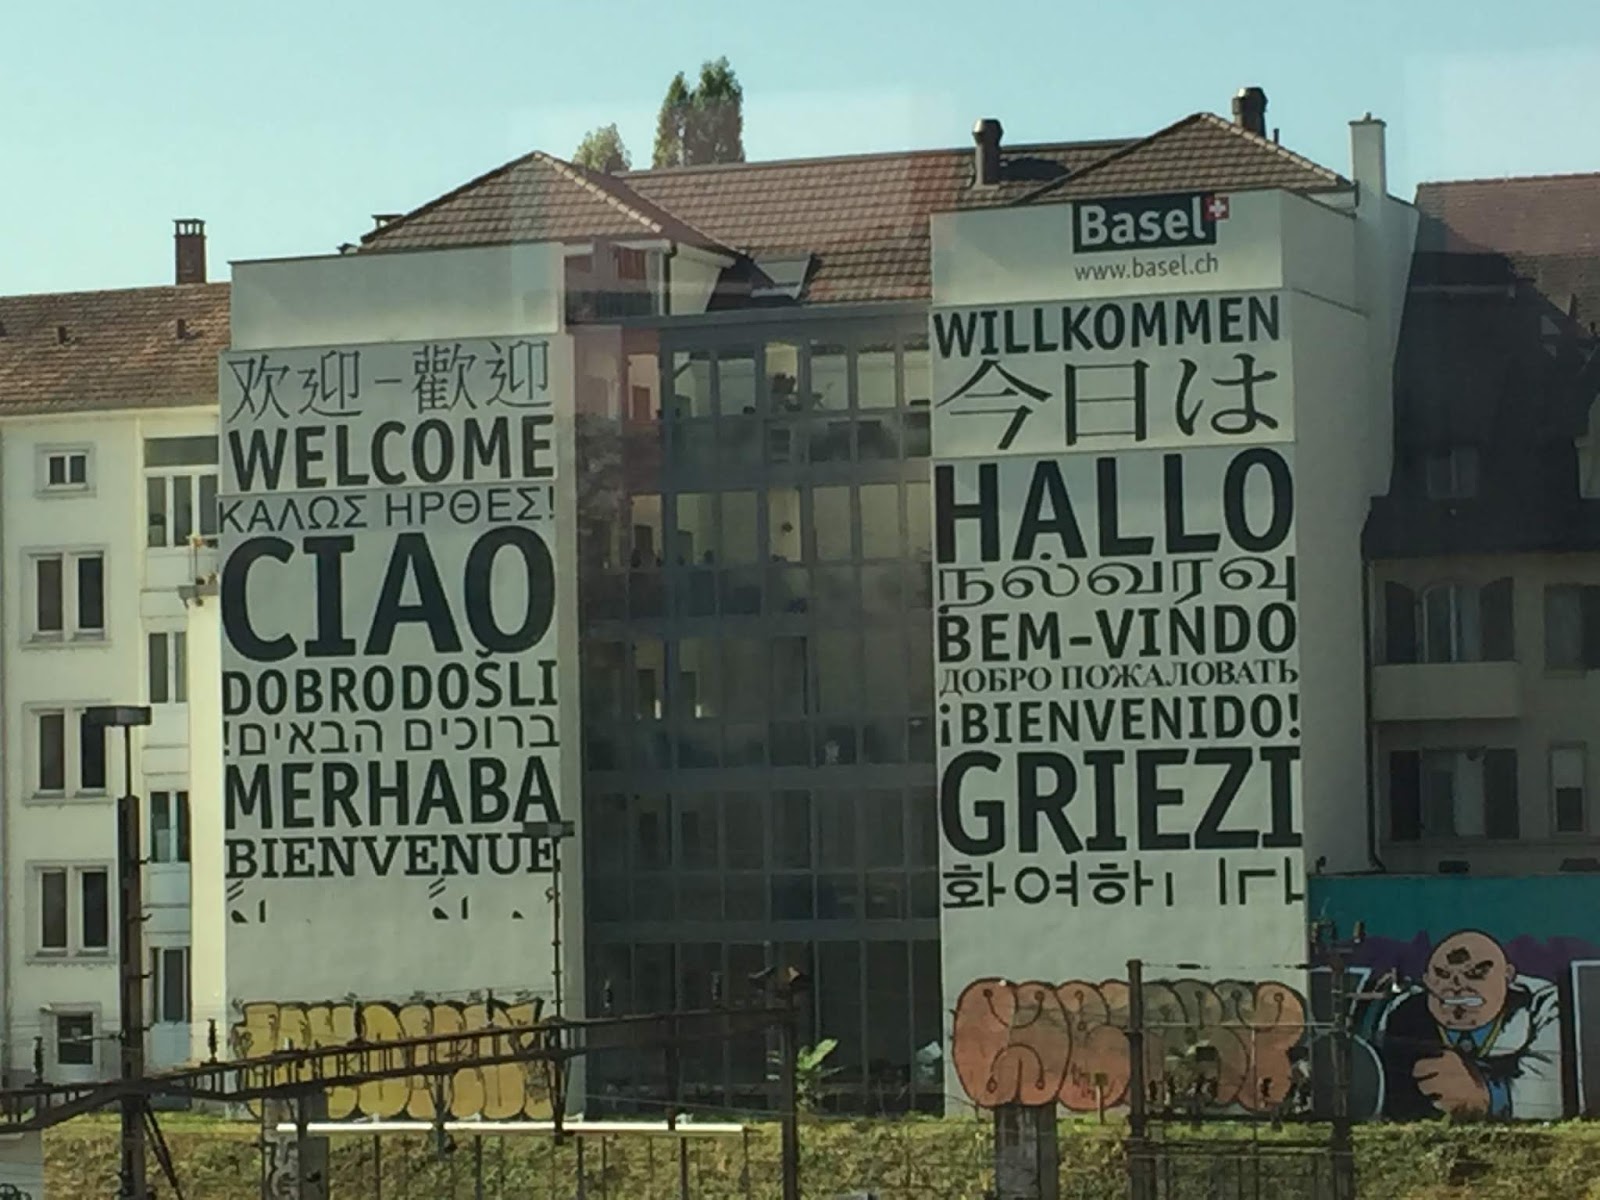 欢迎 - 歡迎
WELCOME
ΚΑΛΩΣ ΗΡΘΕΣ!
CIAO
DOBRODOŠLI
ברוכים הבאים!
MERHABA
BIENVENUE
Basel
www.basel.ch
WILLKOMMEN
今日は
HALLO
நல்வரவு
BEM-VINDO
ДОБРО ПОЖАЛОВАТЬ
¡BIENVENIDO!
GRIEZI